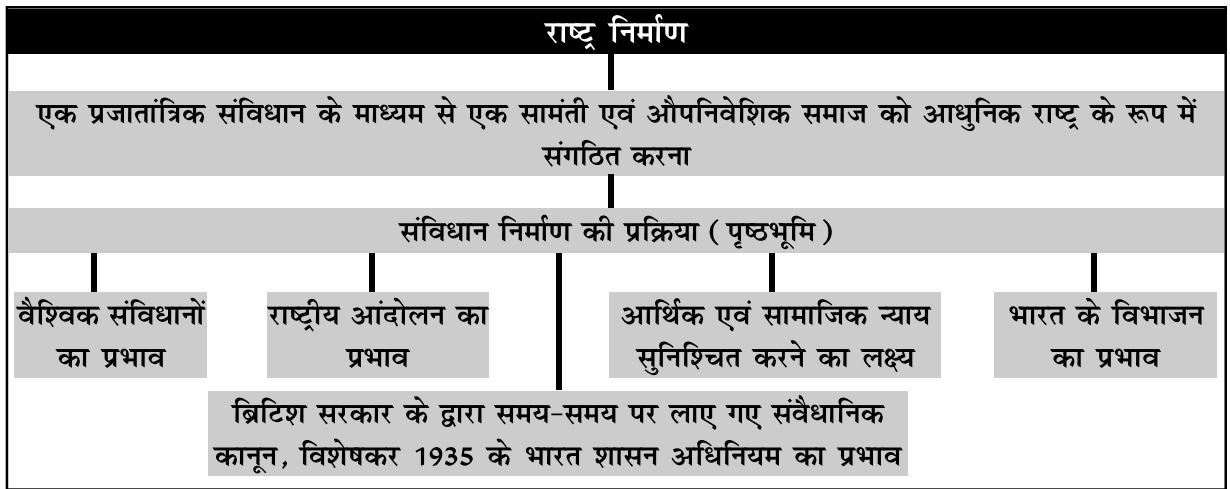 राष्ट्र निर्माण
एक प्रजातांत्रिक संविधान के माध्यम से एक सामंती एवं औपनिवेशिक समाज को आधुनिक राष्ट्र के रूप में
संगठित करना
संविधान निर्माण की प्रक्रिया (पृष्ठभूमि)
वैश्विक संविधानों
का प्रभाव
राष्ट्रीय आंदोलन का
प्रभाव
आर्थिक एवं सामाजिक न्याय
सुनिश्चित करने का लक्ष्य
भारत के विभाजन
का प्रभाव
ब्रिटिश सरकार के द्वारा समय-समय पर लाए गए संवैधानिक
कानून, विशेषकर 1935 के भारत शासन अधिनियम का प्रभाव